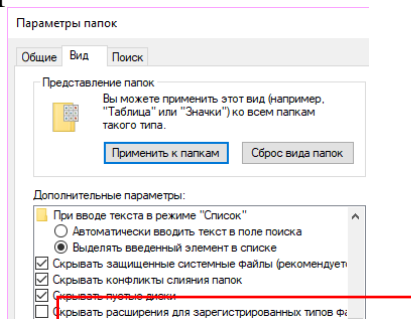 Параметры папок
Общие Вид Поиск
Представление папок
Вы можете применить этот вид (например,
"Таблица" или "Значки") ко всем папкам
такого типа.
Применить к папкам Сброс вида папок
Дополнительные параметры:
При вводе текста в режиме "Список"
Автоматически вводить текст в поле поиска
Выделять введенный элемент в списке
Скрывать защищенные системные файлы (рекомендует
Скрывать конфликты слияния папок
Скрывать пустые диски
Скрывать расширения для зарегистрированных типов фа